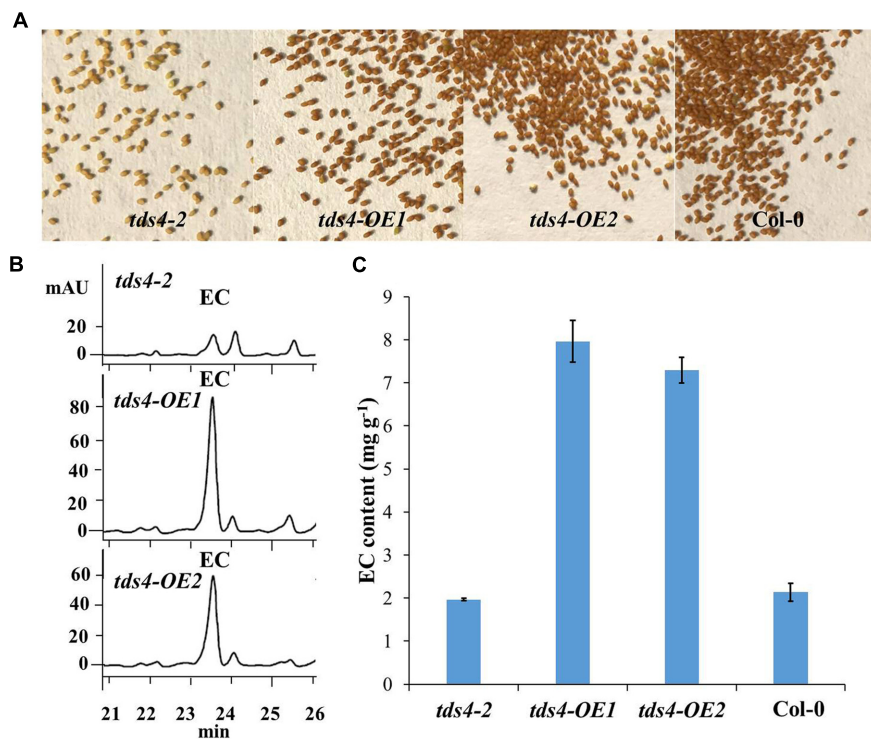 A
tds4-2 tds4-OE1 tds4-OE2 Col-0
B
mAU
tds4-2
EC
20
0
EC
tds4-OE1
80
60
40
20
0
EC
tds4-OE2
60
40
20
0
21 22 23 24 25 26
min
C
EC content (mg g-1)
9
8
7
6
5
4
3
2
1
0
tds4-2 tds4-OE1 tds4-OE2 Col-0